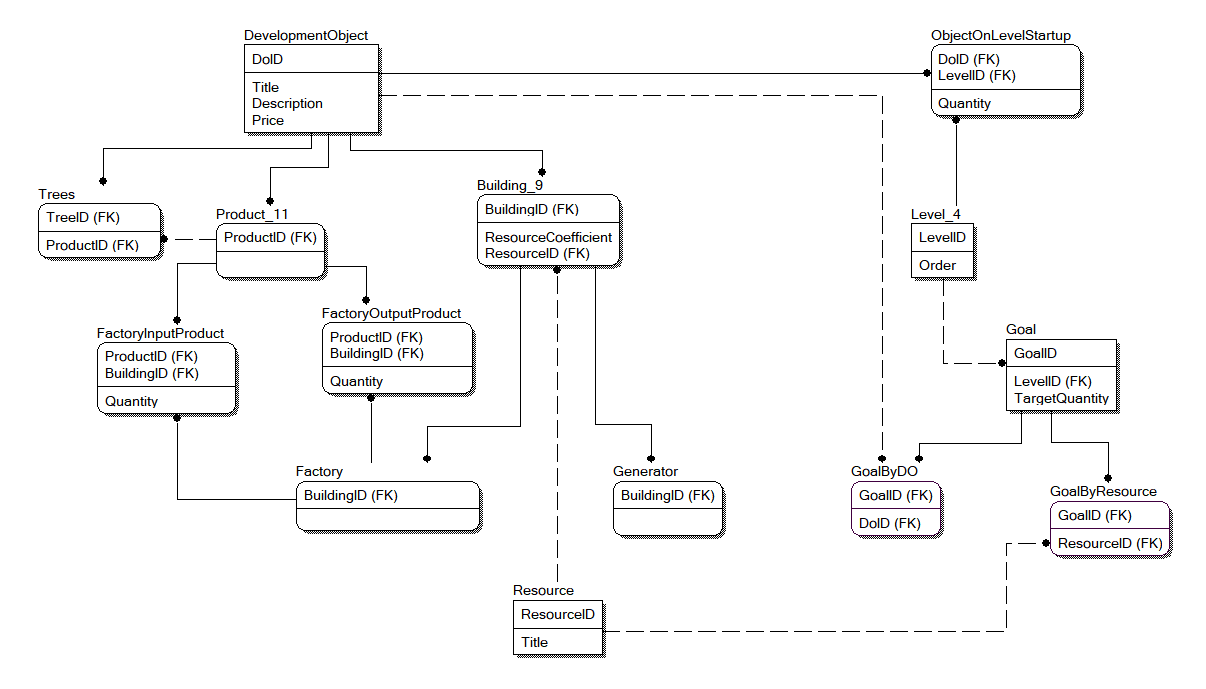 DevelopmentObject
DoID
Title
Description
Price
ObjectOnLevelStartup
DoID (FK)
LevelID (FK)
Quantity
Trees
TreeID (FK)
ProductID (FK)
Product_11
ProductID (FK)
Building_9
BuildingID (FK)
ResourceCoefficient
ResourceID (FK)
Level_4
LevelID
Order
FactoryInputProduct
ProductID (FK)
BuildingID (FK)
Quantity
FactoryOutputProduct
ProductID (FK)
BuildingID (FK)
Quantity
Goal
GoalID
LevelID (FK)
TargetQuantity
Factory
BuildingID (FK)
Generator
BuildingID (FK)
GoalByDO
GoalID (FK)
DoID (FK)
GoalByResource
GoalID (FK)
ResourceID (FK)
Resource
ResourceID
Title